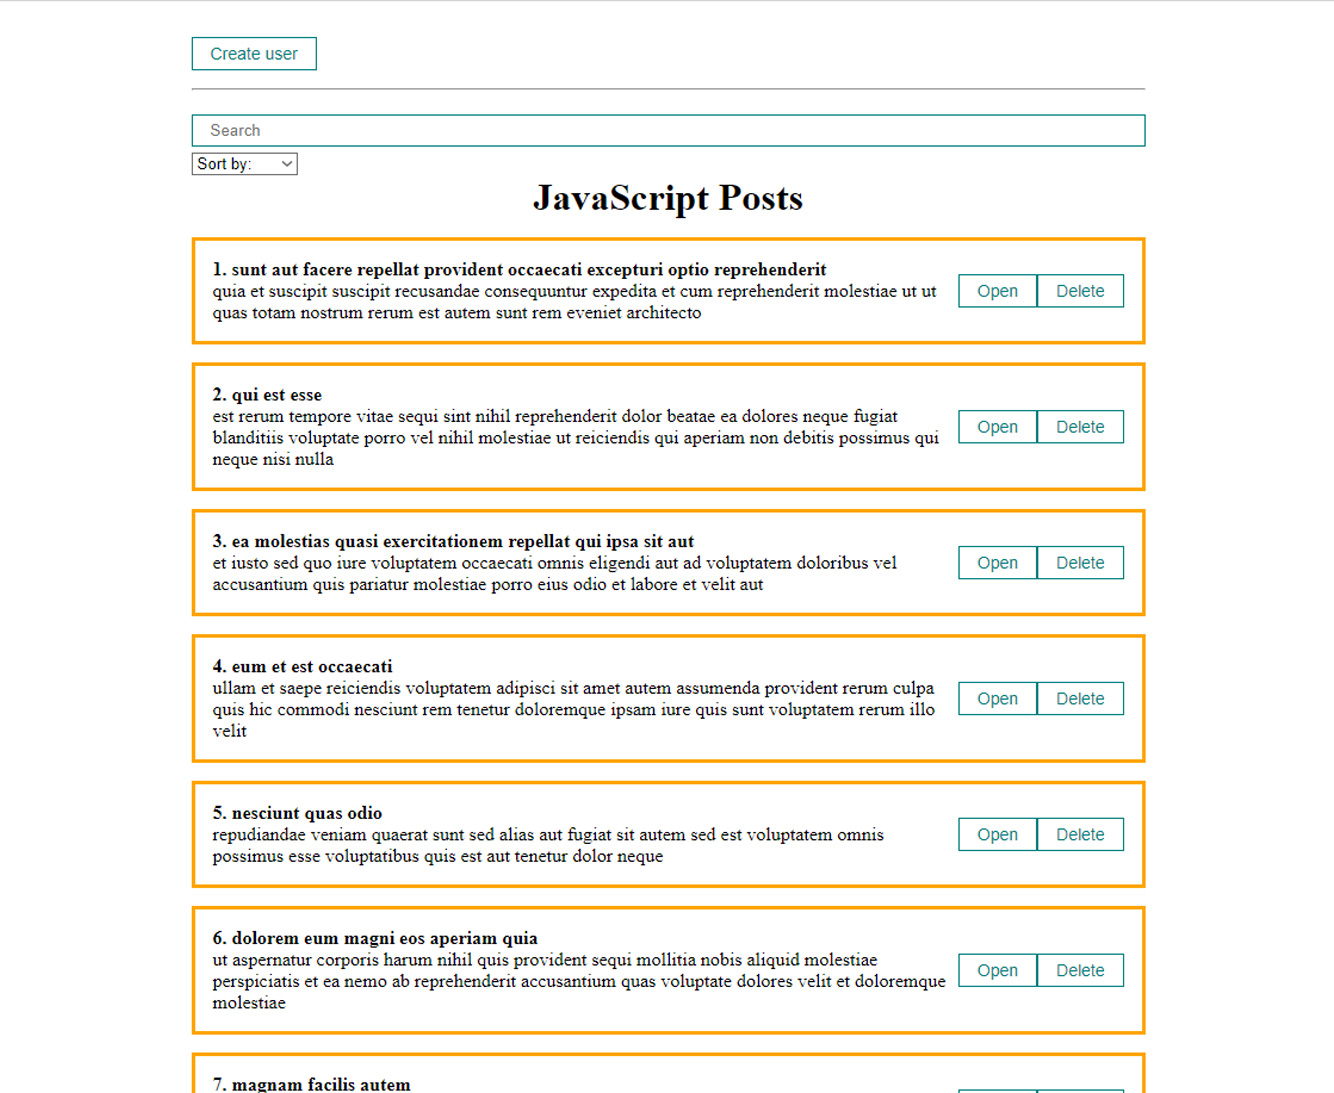 Create user
Search
Sort by:
JavaScript Posts
1. sunt aut facere repellat provident occaecati excepturi optio reprehenderit
quia et suscipit suscipit recusandae consequuntur expedita et cum reprehenderit molestiae ut ut
quas totam nostrum rerum est autem sunt rem eveniet architecto
Open Delete
2. qui est esse
est rerum tempore vitae sequi sint nihil reprehenderit dolor beatae ea dolores neque fugiat
blanditiis voluptate porro vel nihil molestiae ut reiciendis qui aperiam non debitis possimus qui
neque nisi nulla
Open Delete
3. ea molestias quasi exercitationem repellat qui ipsa sit aut
et iusto sed quo iure voluptatem occaecati omnis eligendi aut ad voluptatem doloribus vel
accusantium quis pariatur molestiae porro eius odio et labore et velit aut
Open Delete
4. eum et est occaecati
ullam et saepe reiciendis voluptatem adipisci sit amet autem assumenda provident rerum culpa
quis hic commodi nesciunt rem tenetur doloremque ipsam iure quis sunt voluptatem rerum illo
velit
Open Delete
5. nesciunt quas odio
repudiandae veniam quaerat sunt sed alias aut fugiat sit autem sed est voluptatem omnis
possimus esse voluptatibus quis est aut tenetur dolor neque
Open Delete
6. dolorem eum magni eos aperiam quia
ut aspernatur corporis harum nihil quis provident sequi mollitia nobis aliquid molestiae
perspiciatis et ea nemo ab reprehenderit accusantium quas voluptate dolores velit et doloremque
molestiae
Open Delete
7. magnam facilis autem